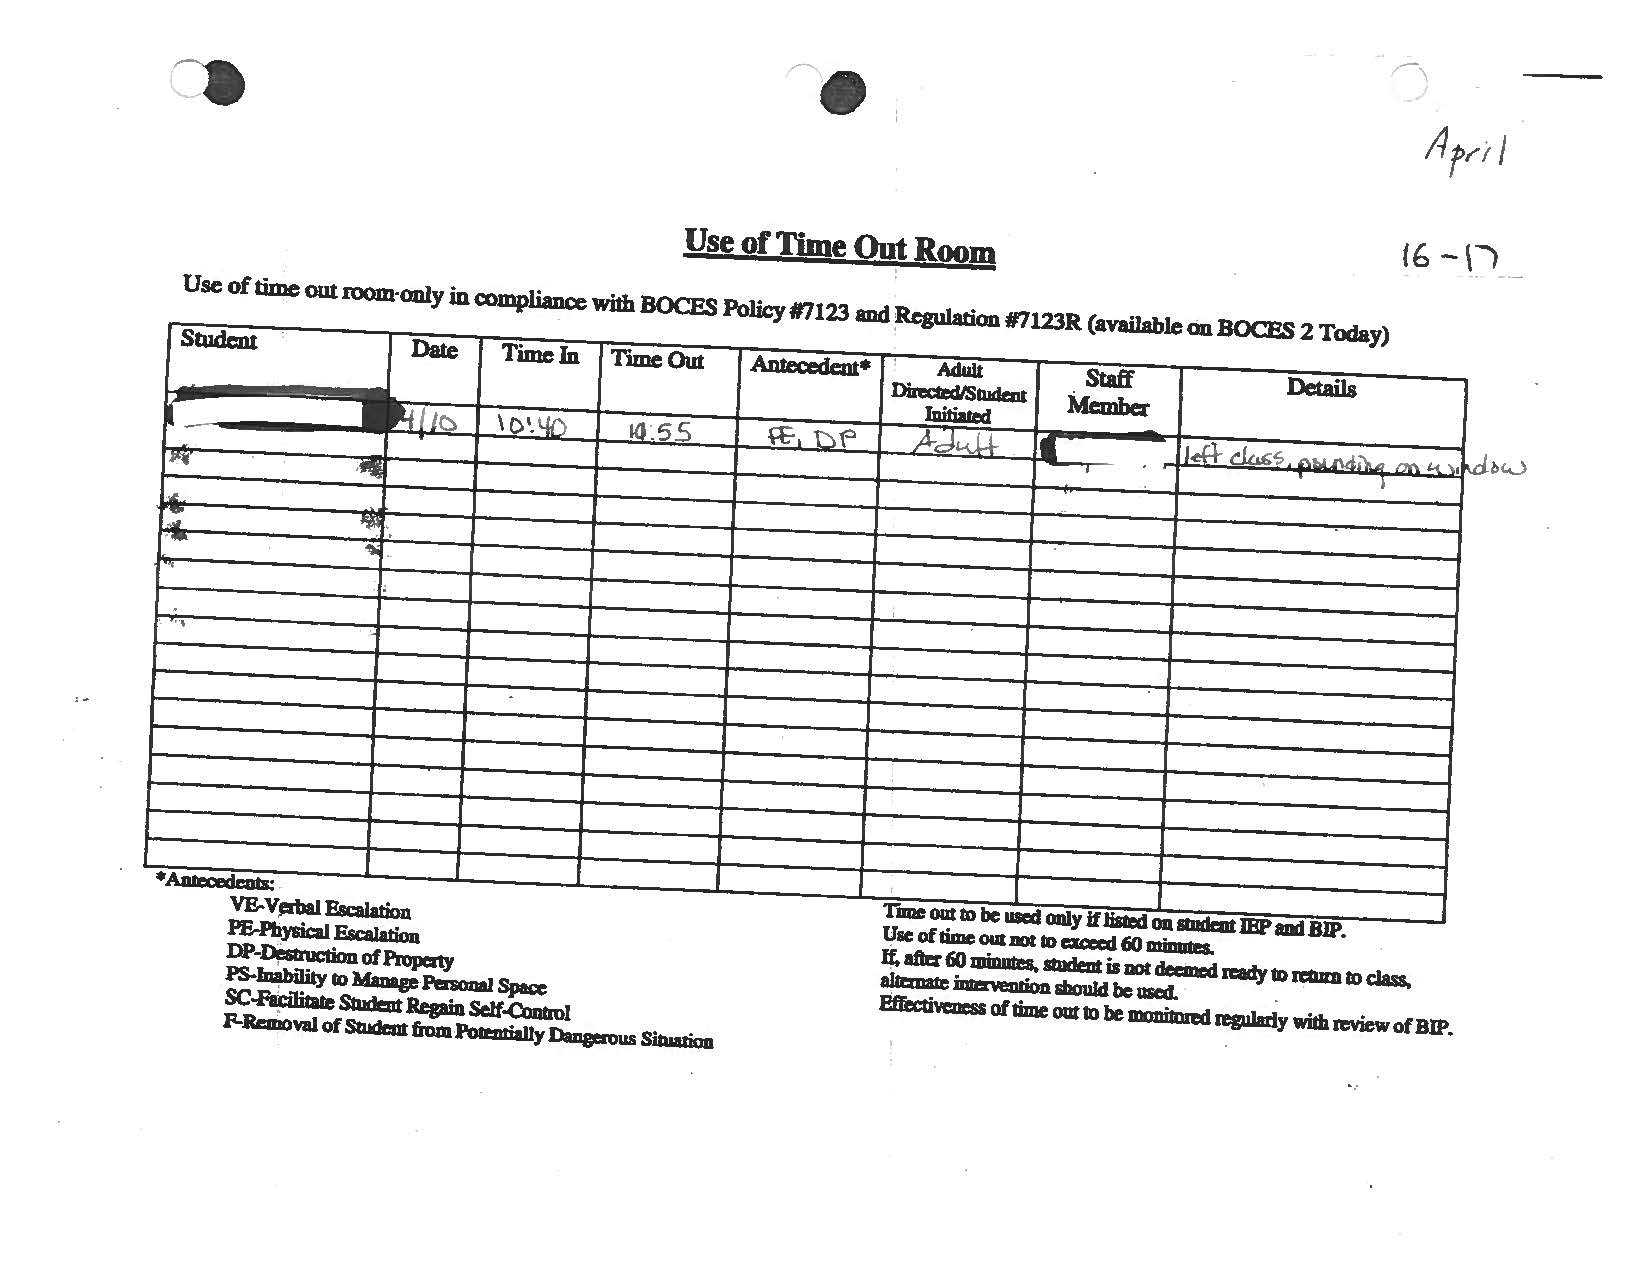 April
16-17
Use of Time Out Room
Use of time out room only in compliance with BOCES Policy #7123 and Regulation #7123R (available on BOCES 2 Today)
Student Date Time In Time Out Antecedent* Adult Directed/Student Initiated Staff Member Details
4/10 10:40 10:55 PE, DP Adult left class, pounding on window
*Antecedents:
VE-Verbal Escalation
PE-Physical Escalation
DP-Destruction of Property
PS-Inability to Manage Personal Space
SC-Facilitate Student Regain Self-Control
F-Removal of Student from Potentially Dangerous Situation
Time out to be used only if listed on student IEP and BIP.
Use of time out not to exceed 60 minutes.
If, after 60 minutes, student is not deemed ready to return to class,
alternate intervention should be used.
Effectiveness of time out to be monitored regularly with review of BIP.